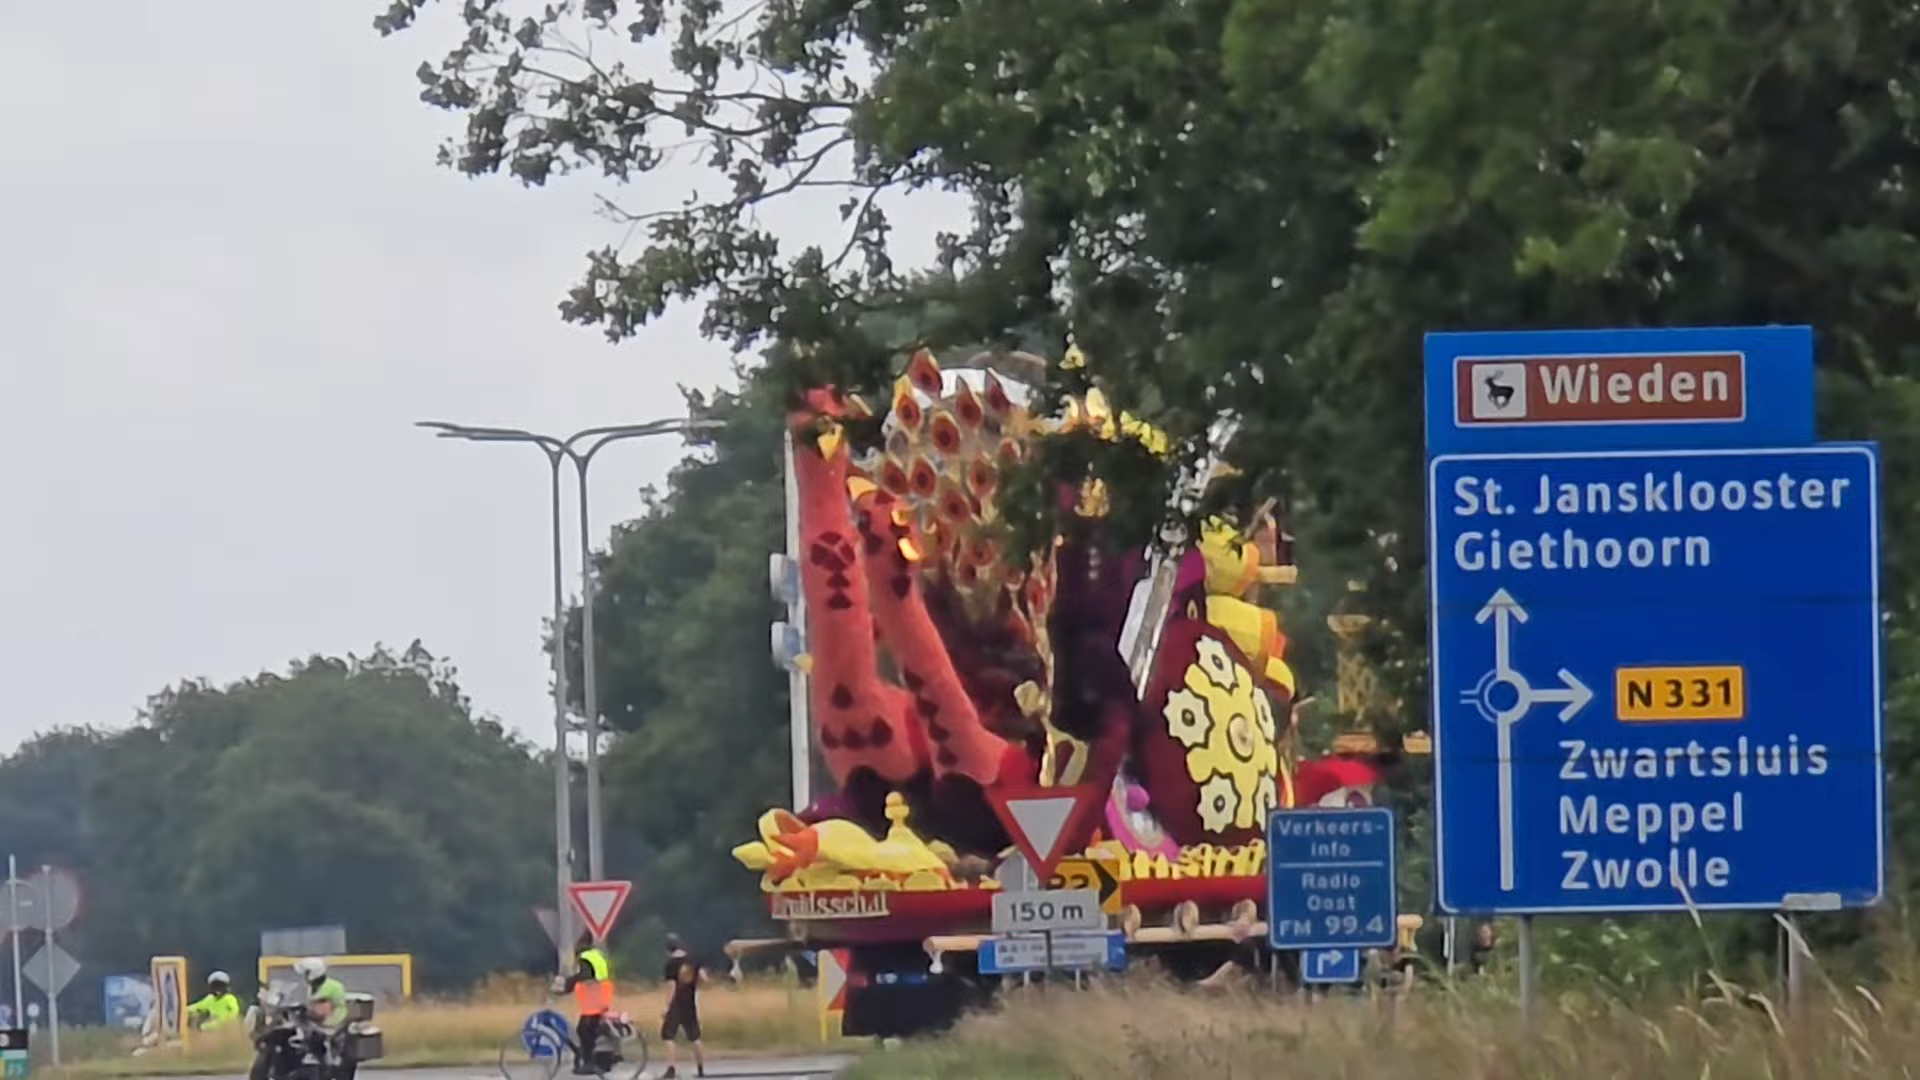 Wieden
St. Jansklooster
Giethoorn
N 331
Zwartsluis
Meppel
Zwolle
Verkeers-
info
Radio
Oost
FM 99.4
150 m